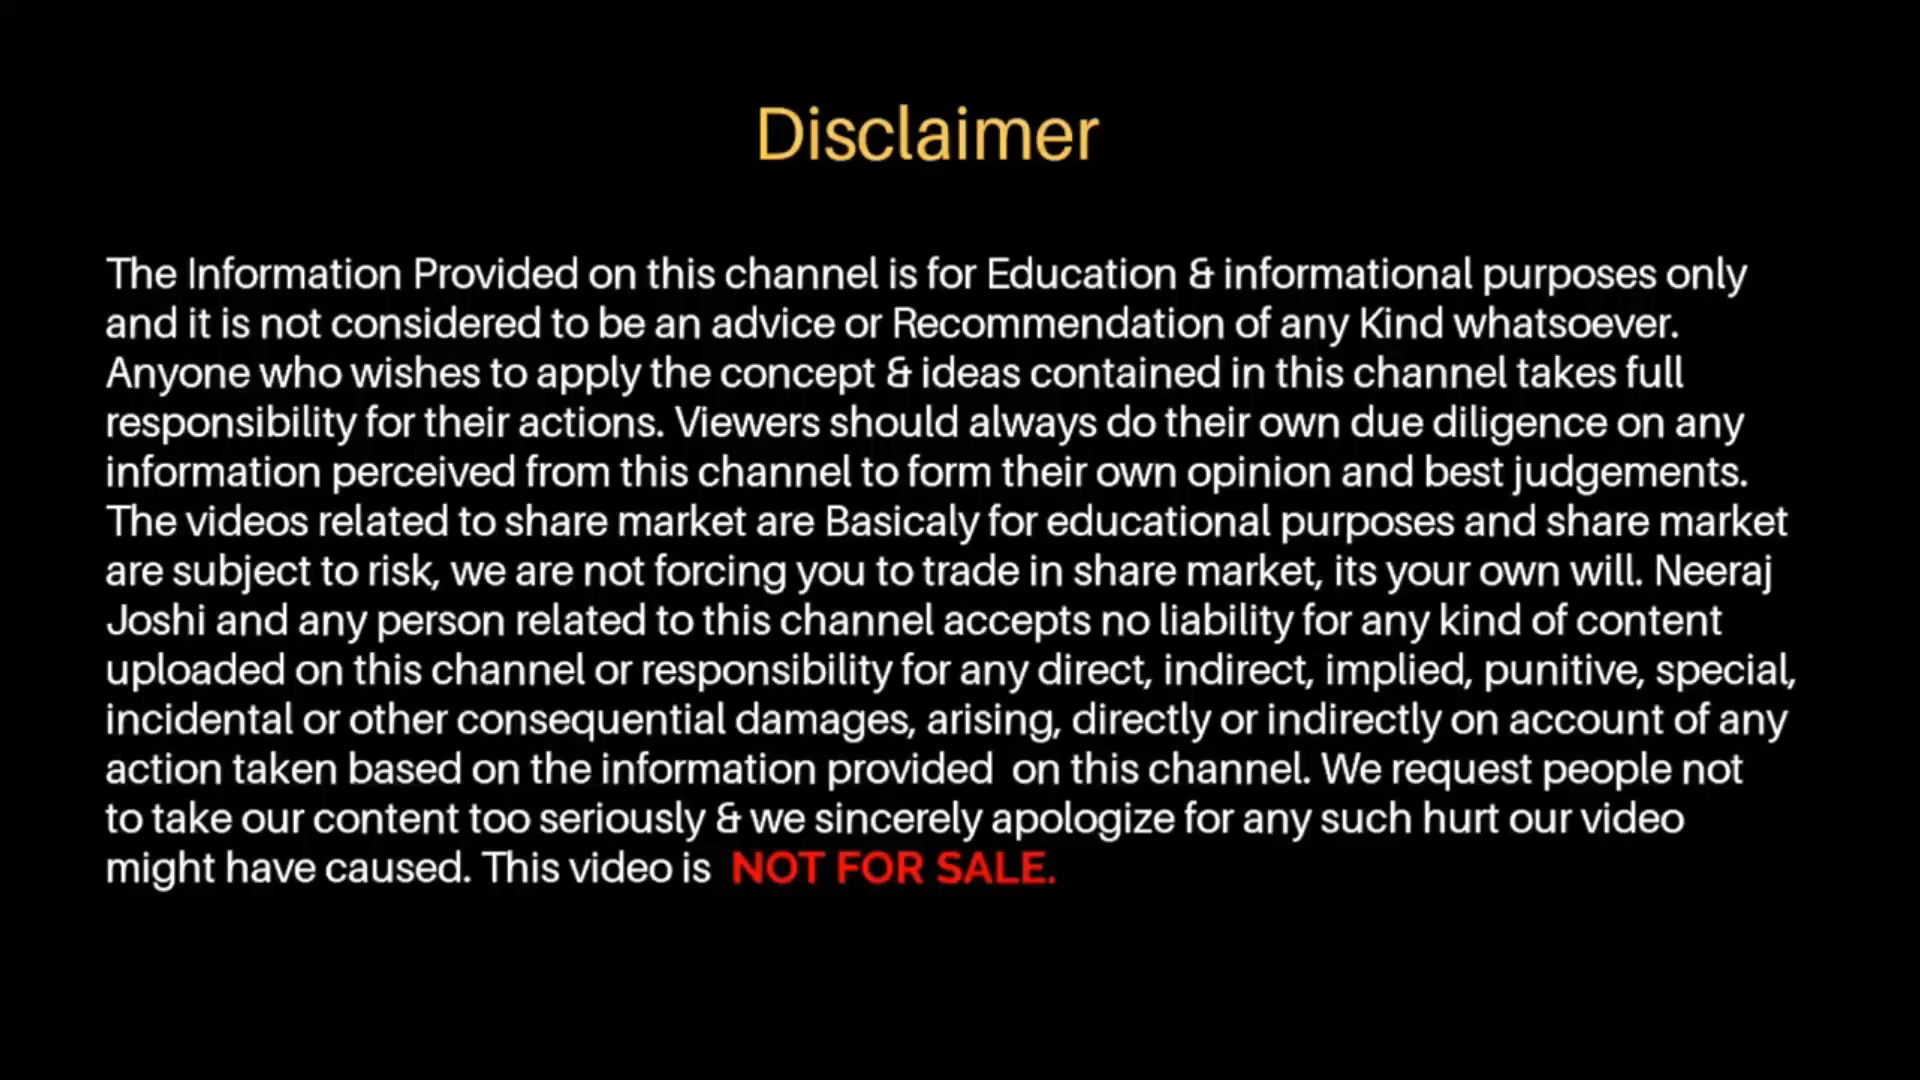 Disclaimer
The Information Provided on this channel is for Education & informational purposes only
and it is not considered to be an advice or Recommendation of any Kind whatsoever.
Anyone who wishes to apply the concept & ideas contained in this channel takes full
responsibility for their actions. Viewers should always do their own due diligence on any
information perceived from this channel to form their own opinion and best judgements.
The videos related to share market are Basicaly for educational purposes and share market
are subject to risk, we are not forcing you to trade in share market, its your own will. Neeraj
Joshi and any person related to this channel accepts no liability for any kind of content
uploaded on this channel or responsibility for any direct, indirect, implied, punitive, special,
incidental or other consequential damages, arising, directly or indirectly on account of any
action taken based on the information provided  on this channel. We request people not
to take our content too seriously & we sincerely apologize for any such hurt our video
might have caused. This video is  NOT FOR SALE.